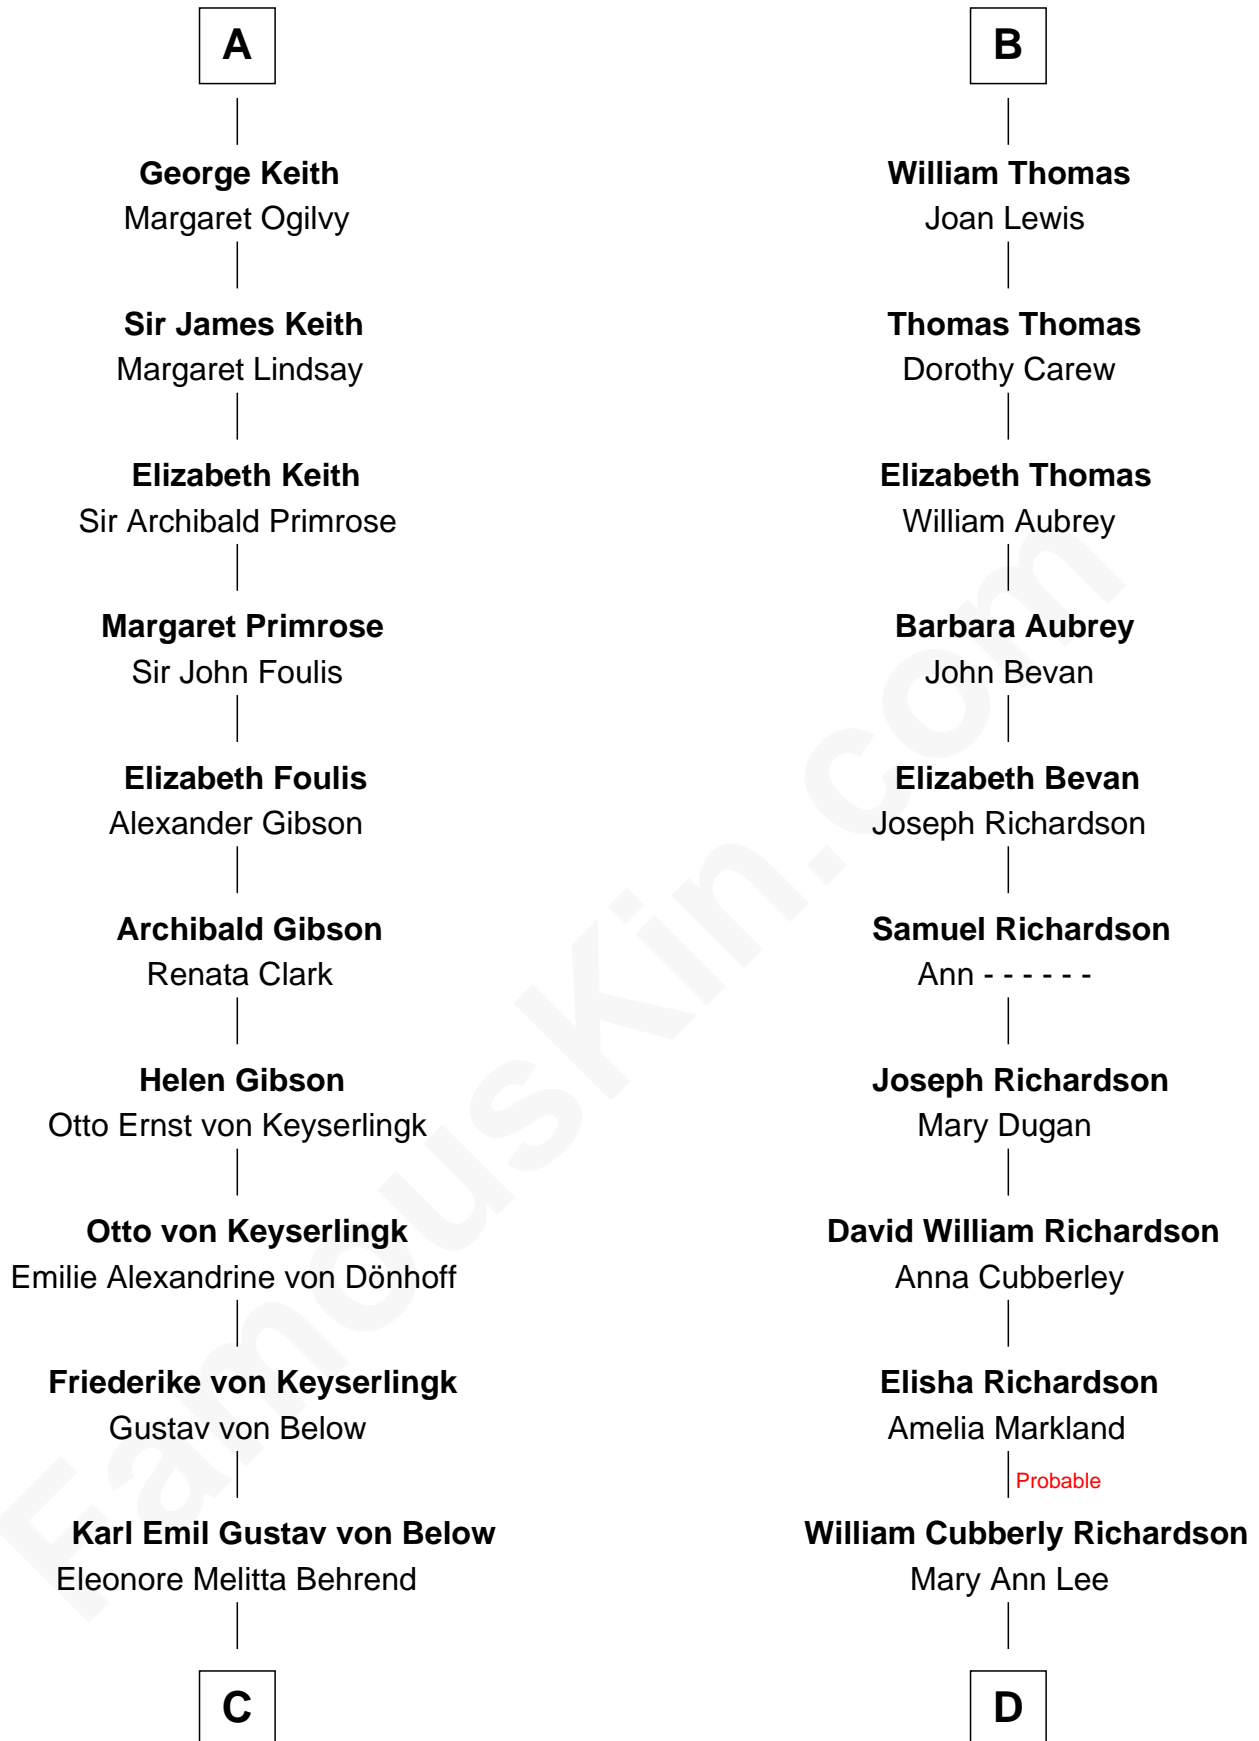 A
George Keith
Margaret Ogilvy
Sir James Keith
Margaret Lindsay
Elizabeth Keith
Sir Archibald Primrose
Margaret Primrose
Sir John Foulis
Elizabeth Foulis
Alexander Gibson
Archibald Gibson
Renata Clark
Helen Gibson
Otto Ernst von Keyserlingk
Otto von Keyserlingk
Emilie Alexandrine von Dönhoff
Friederike von Keyserlingk
Gustav von Below
Karl Emil Gustav von Below
Eleonore Melitta Behrend
C
B
William Thomas
Joan Lewis
Thomas Thomas
Dorothy Carew
Elizabeth Thomas
William Aubrey
Barbara Aubrey
John Bevan
Elizabeth Bevan
Joseph Richardson
Samuel Richardson
Ann - - - - - -
Joseph Richardson
Mary Dugan
David William Richardson
Anna Cubberley
Elisha Richardson
Amelia Markland
Probable
William Cubberly Richardson
Mary Ann Lee
D
FamousKin.com